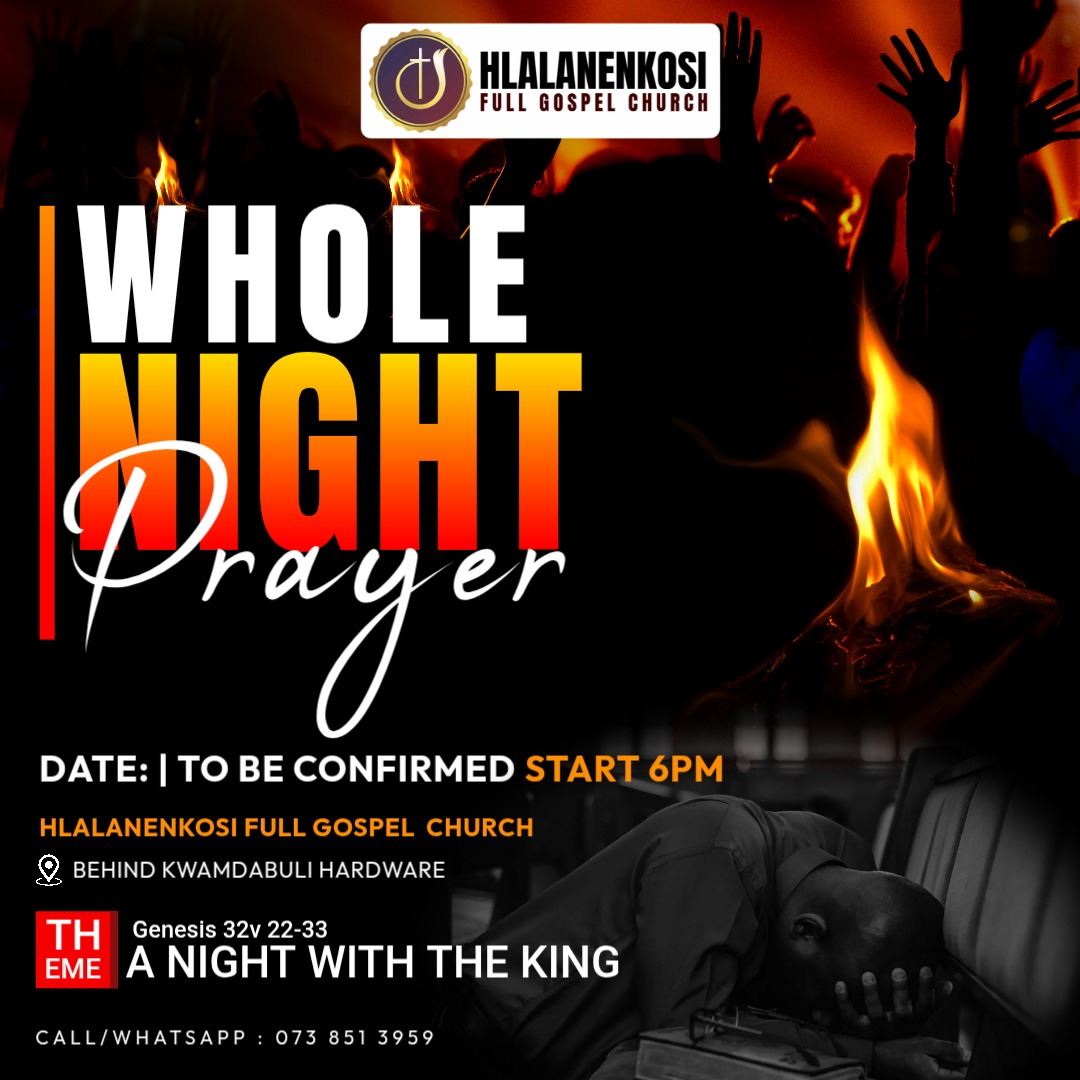 HLALANENKOSI
FULL GOSPEL CHURCH
WHOLE
NIGHT
Prayer
DATE: | TO BE CONFIRMED START 6PM
HLALANENKOSI FULL GOSPEL CHURCH
BEHIND KWAMDABULI HARDWARE
TH
EME
Genesis 32v 22-33
A NIGHT WITH THE KING
CALL/WHATSAPP : 073 851 3959